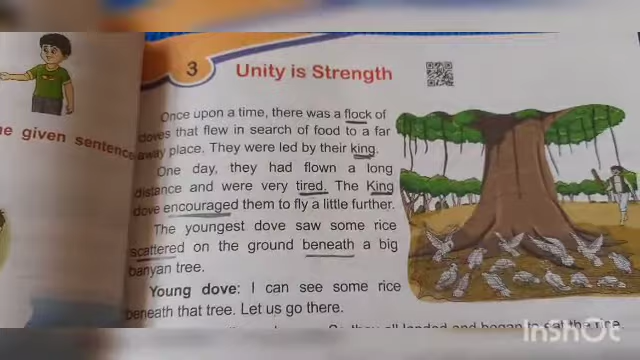 3 Unity is Strength
he given sentence
Once upon a time, there was a flock of
doves that flew in search of food to a far
away place. They were led by their king.
One day, they had flown a long
distance and were very tired. The King
dove encouraged them to fly a little further.
The youngest dove saw some rice
scattered on the ground beneath a big
banyan tree.
Young dove: I can see some rice
beneath that tree. Let us go there.
they all landed and began to eat the rice.
InShOt